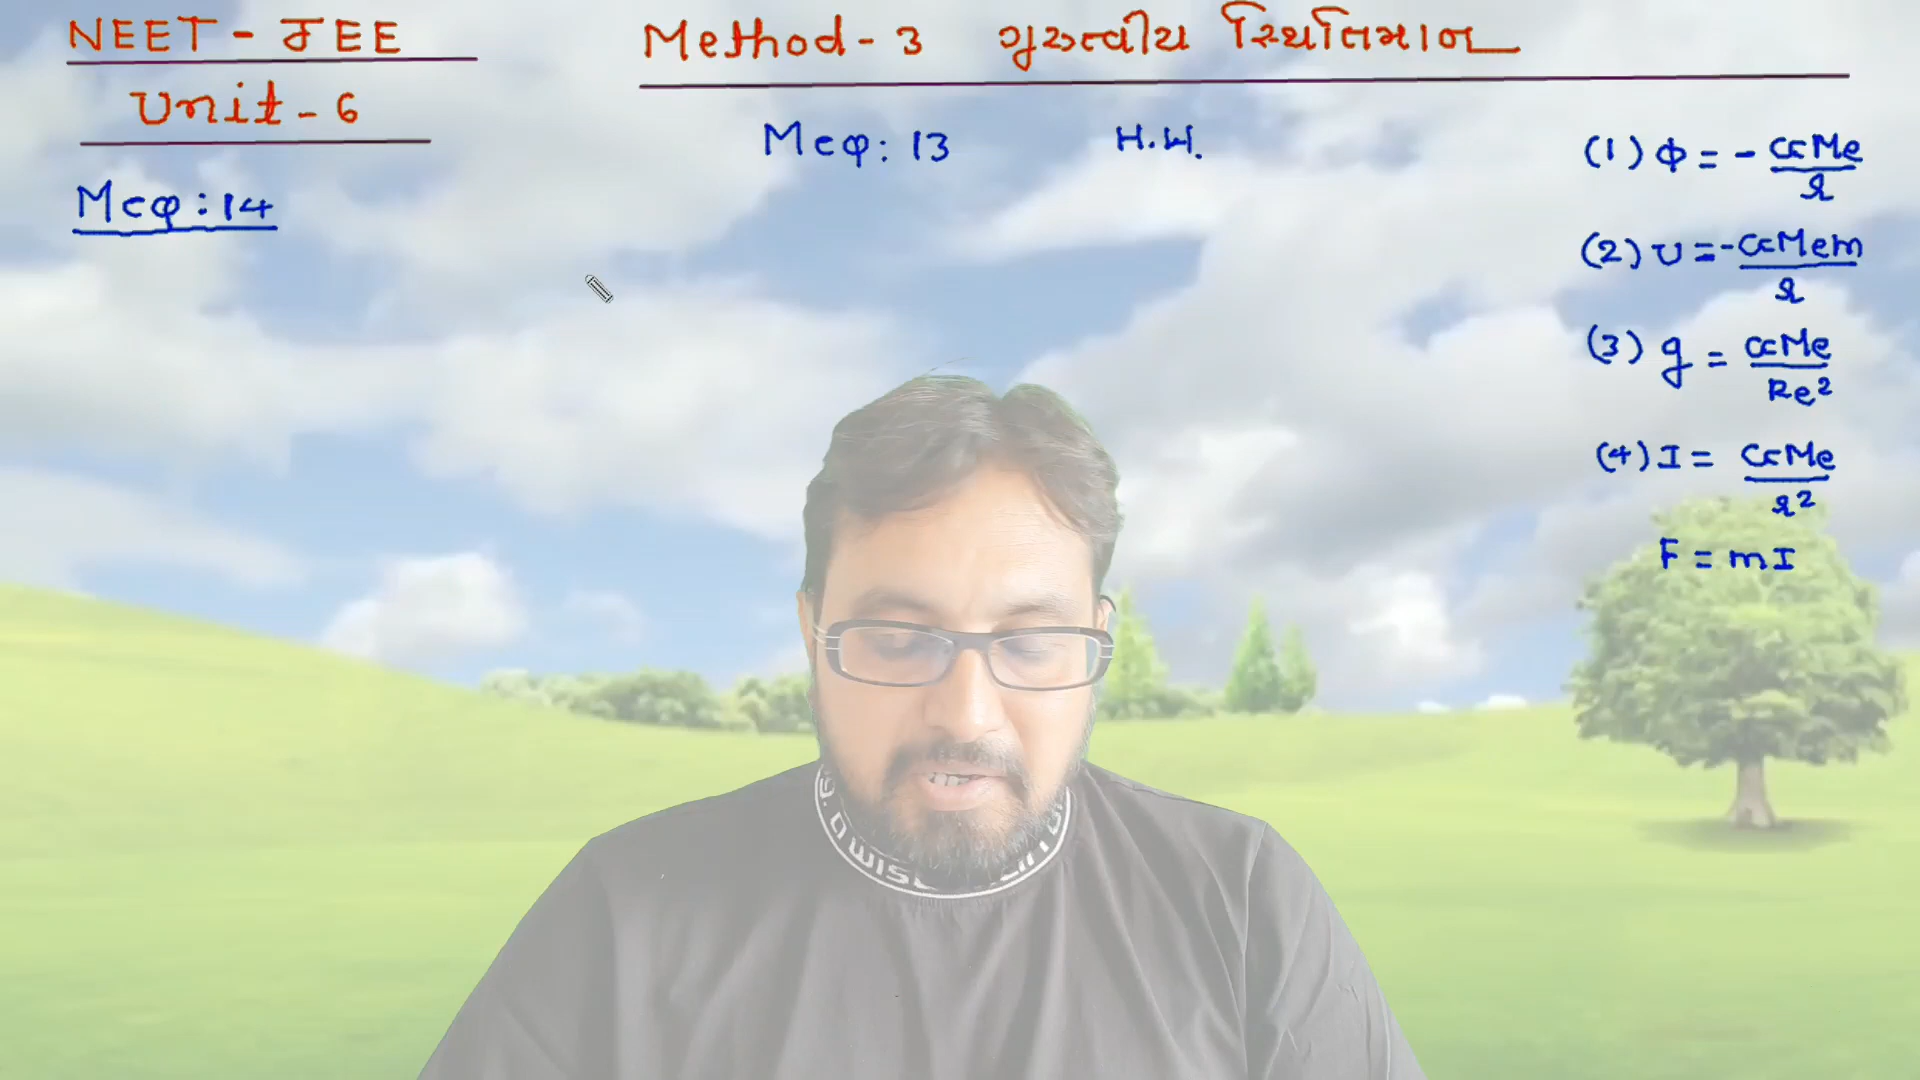 NEET - JEE
Method - 3 ગુરુત્વીય સ્થિતિમાન
Unit - 6
Mcq: 13 H.W.
Mcq: 14
(1) Φ = - GMe/r
(2) U = - GMem/r
(3) g = GMe/Re²
(4) I = GMe/r²
F = mI